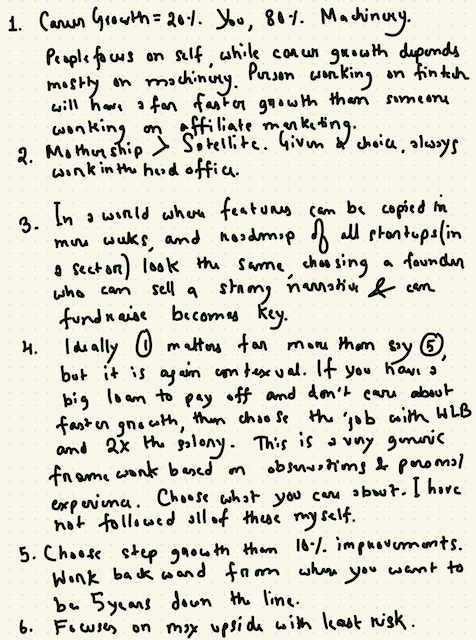 1. Career Growth = 20% You, 80% Machinery.
People focus on self, while career growth depends
mostly on machinery. Person working on fintech
will have a far faster growth than someone
working on affiliate marketing.
2. Mothership > Satellite. Given a choice, always
work in the head office.
3. In a world where features can be copied in
mere weeks, and roadmap of all startups (in
a sector) look the same, choosing a founder
who can sell a strong narrative & can
fundraise becomes key.
4. Ideally ① matters far more than say ⑤,
but it is again contexual. If you have a
big loan to pay off and don't care about
faster growth, then choose the job with WLB
and 2X the salary. This is a very generic
frame work based on observations & personal
experience. Choose what you care about. I have
not followed all of these myself.
5. Choose step growth than 10% improvements.
Work backward from where you want to
be 5 years down the line.
6. Focuses on max upside with least risk.